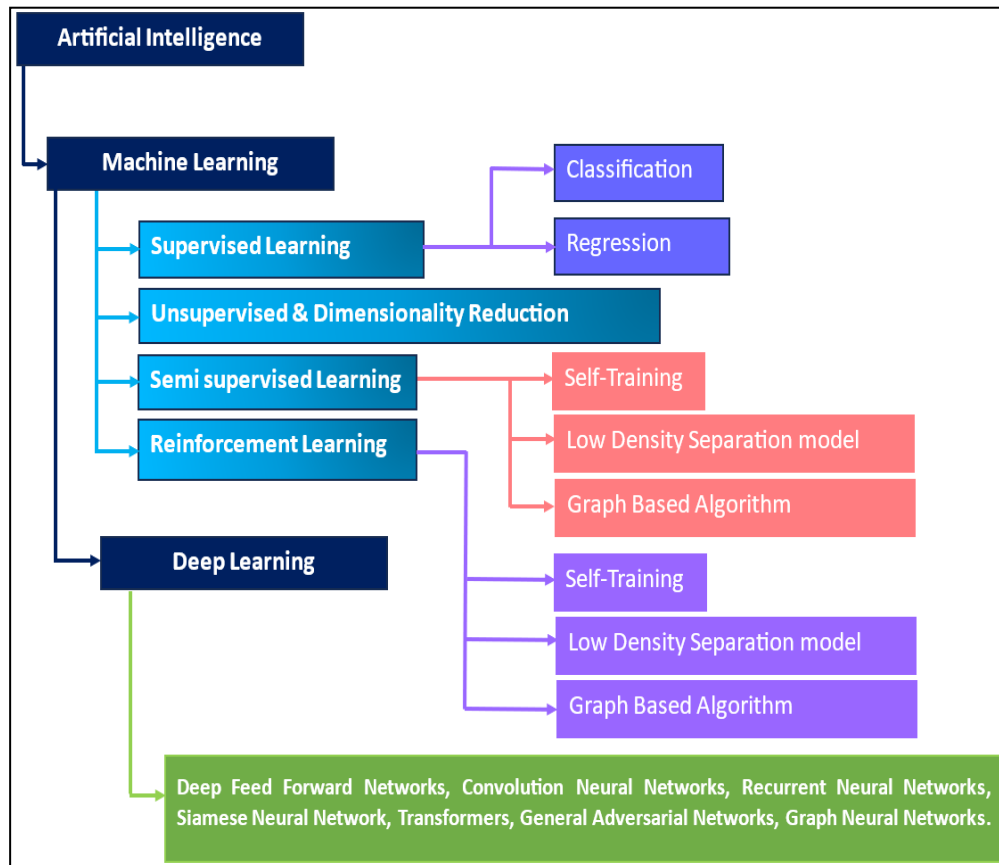 Artificial Intelligence
Machine Learning
Classification
Supervised Learning
Regression
Unsupervised & Dimensionality Reduction
Semi supervised Learning
Self-Training
Low Density Separation model
Graph Based Algorithm
Reinforcement Learning
Self-Training
Low Density Separation model
Graph Based Algorithm
Deep Learning
Deep Feed Forward Networks, Convolution Neural Networks, Recurrent Neural Networks,
Siamese Neural Network, Transformers, General Adversarial Networks, Graph Neural Networks.